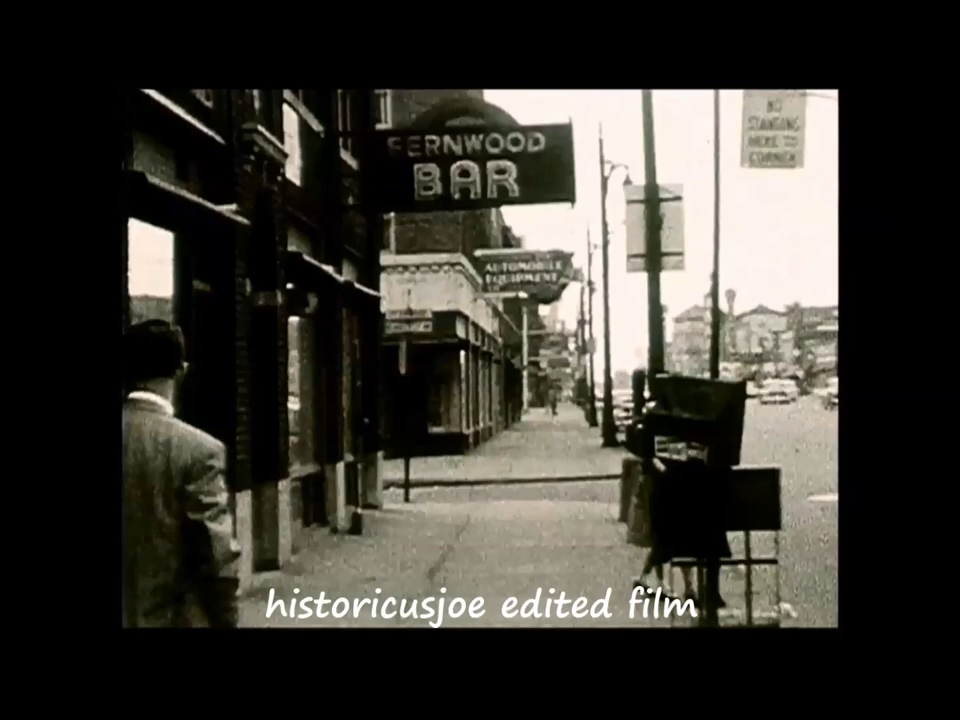 FERNWOOD
BAR
AUTOMOBILE
EQUIPMENT
NO
STANDING
HERE TO
CORNER
historicusjoe edited film